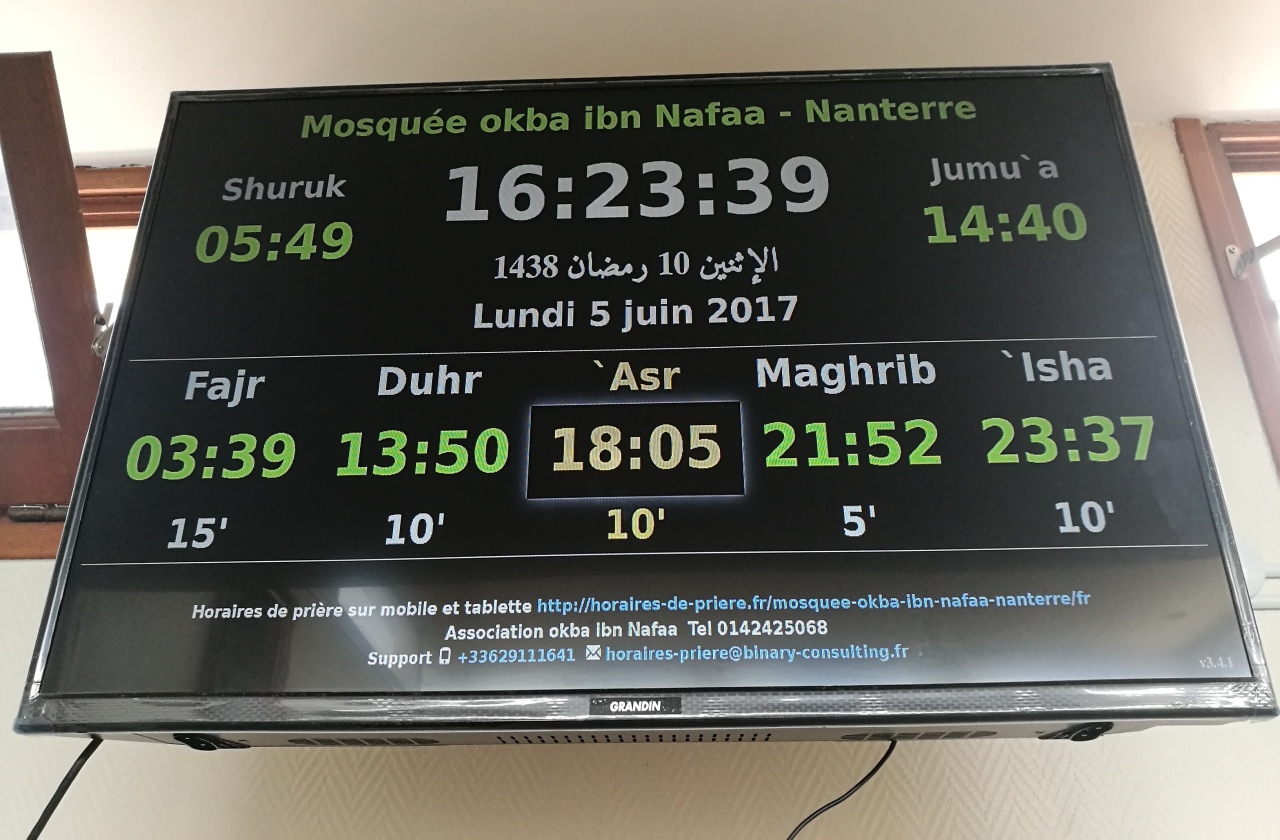 Mosquée okba ibn Nafaa - Nanterre
Shuruk
05:49
16:23:39
Jumu`a
14:40
الإثنين 10 رمضان 1438
Lundi 5 juin 2017
Fajr Duhr `Asr Maghrib `Isha
03:39 13:50 18:05 21:52 23:37
15' 10' 10' 5' 10'
Horaires de prière sur mobile et tablette http://horaires-de-priere.fr/mosquee-okba-ibn-nafaa-nanterre/fr
Association okba ibn Nafaa Tel 0142425068
Support +33629111641 horaires-priere@binary-consulting.fr
v3.4.1
GRANDIN